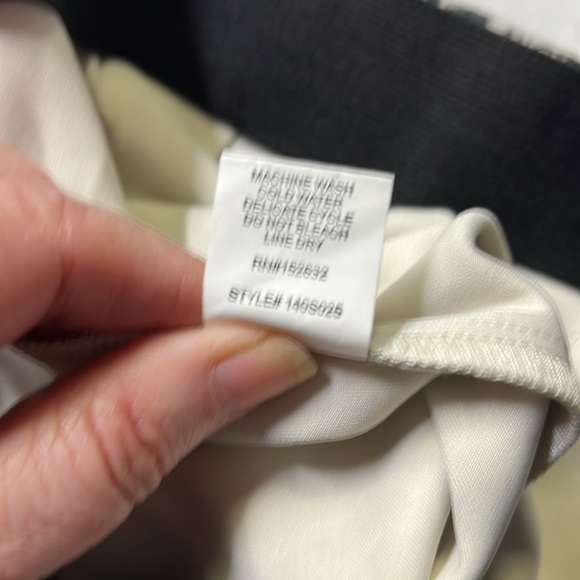 MACHINE WASH
COLD WATER
DELICATE CYCLE
DO NOT BLEACH
LINE DRY
RN#152632
STYLE# 140S025